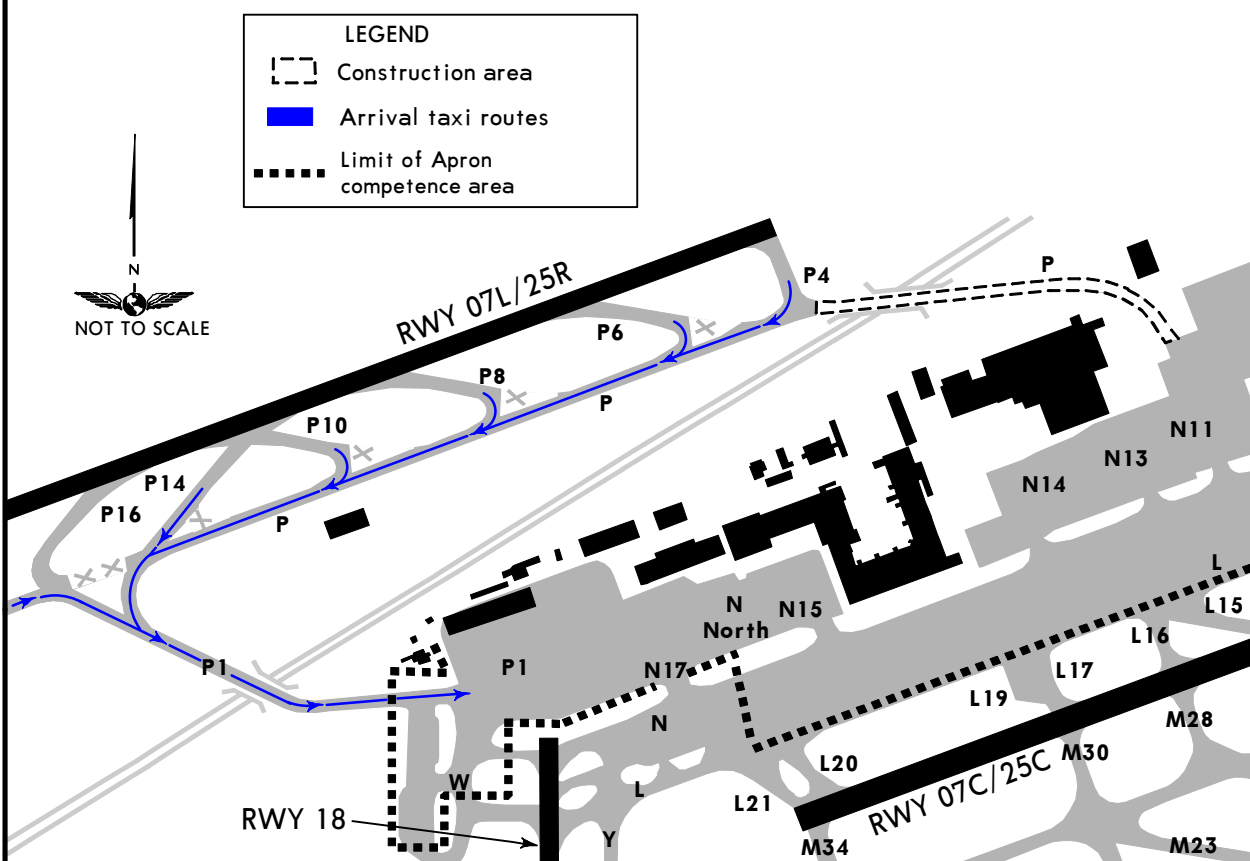 LEGEND
Construction area
Arrival taxi routes
Limit of Apron
competence area
N
NOT TO SCALE
RWY 07L/25R
P4
P
P6
P8
P
P10
P14
P16
P
N11
N13
N14
L
L15
N
North
N15
L16
P1
P1
N17
L17
L19
N
M28
M30
L20
W
L
L21
RWY 07C/25C
RWY 18
Y
M34
M23